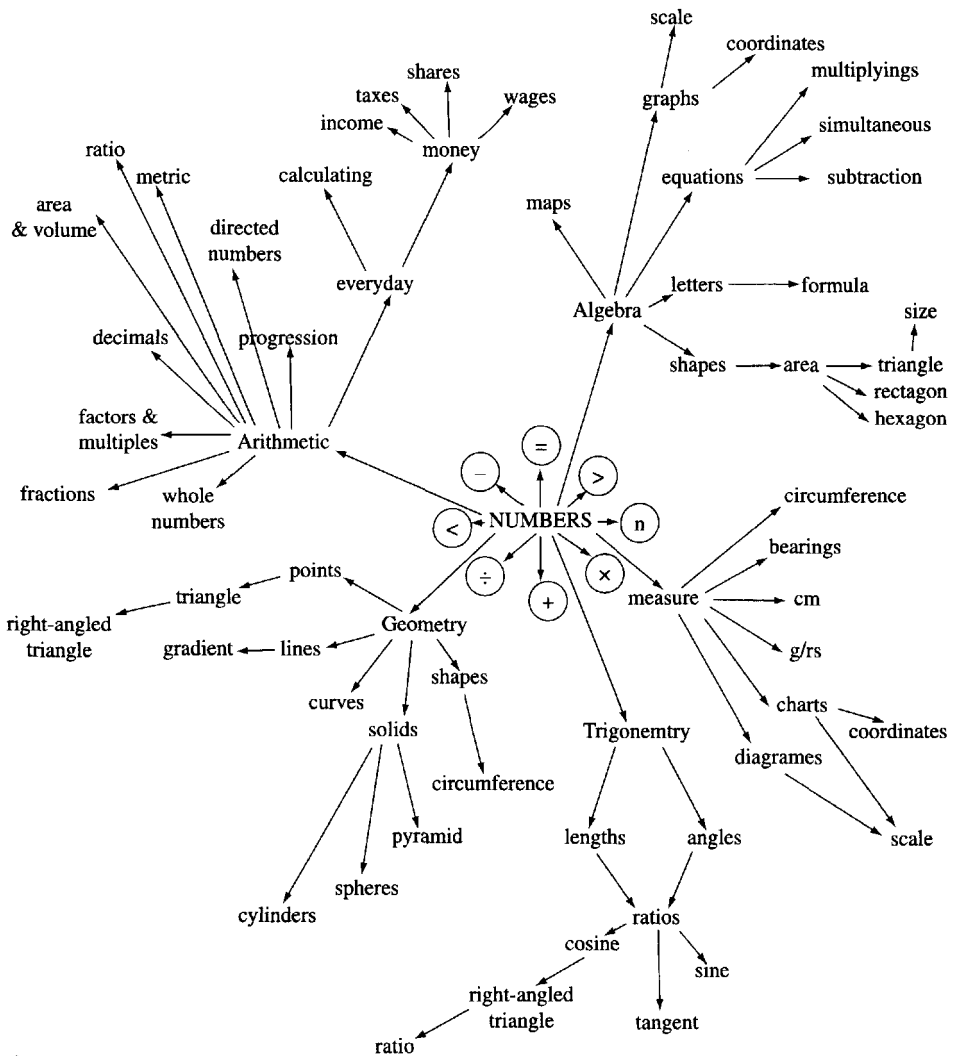 scale
coordinates
multiplyings
graphs
simultaneous
equations
subtraction
maps
letters
formula
Algebra
size
shapes
area
triangle
rectagon
hexagon
shares
taxes
wages
income
money
calculating
everyday
ratio
metric
area
& volume
directed
numbers
decimals
progression
factors &
multiples
Arithmetic
fractions
whole
numbers
=
−
>
<
NUMBERS
n
÷
+
×
circumference
bearings
measure
cm
g/rs
charts
coordinates
diagrames
scale
points
triangle
right-angled
triangle
Geometry
gradient
lines
shapes
curves
solids
circumference
pyramid
spheres
cylinders
Trigonemtry
lengths
angles
ratios
cosine
sine
right-angled
triangle
tangent
ratio